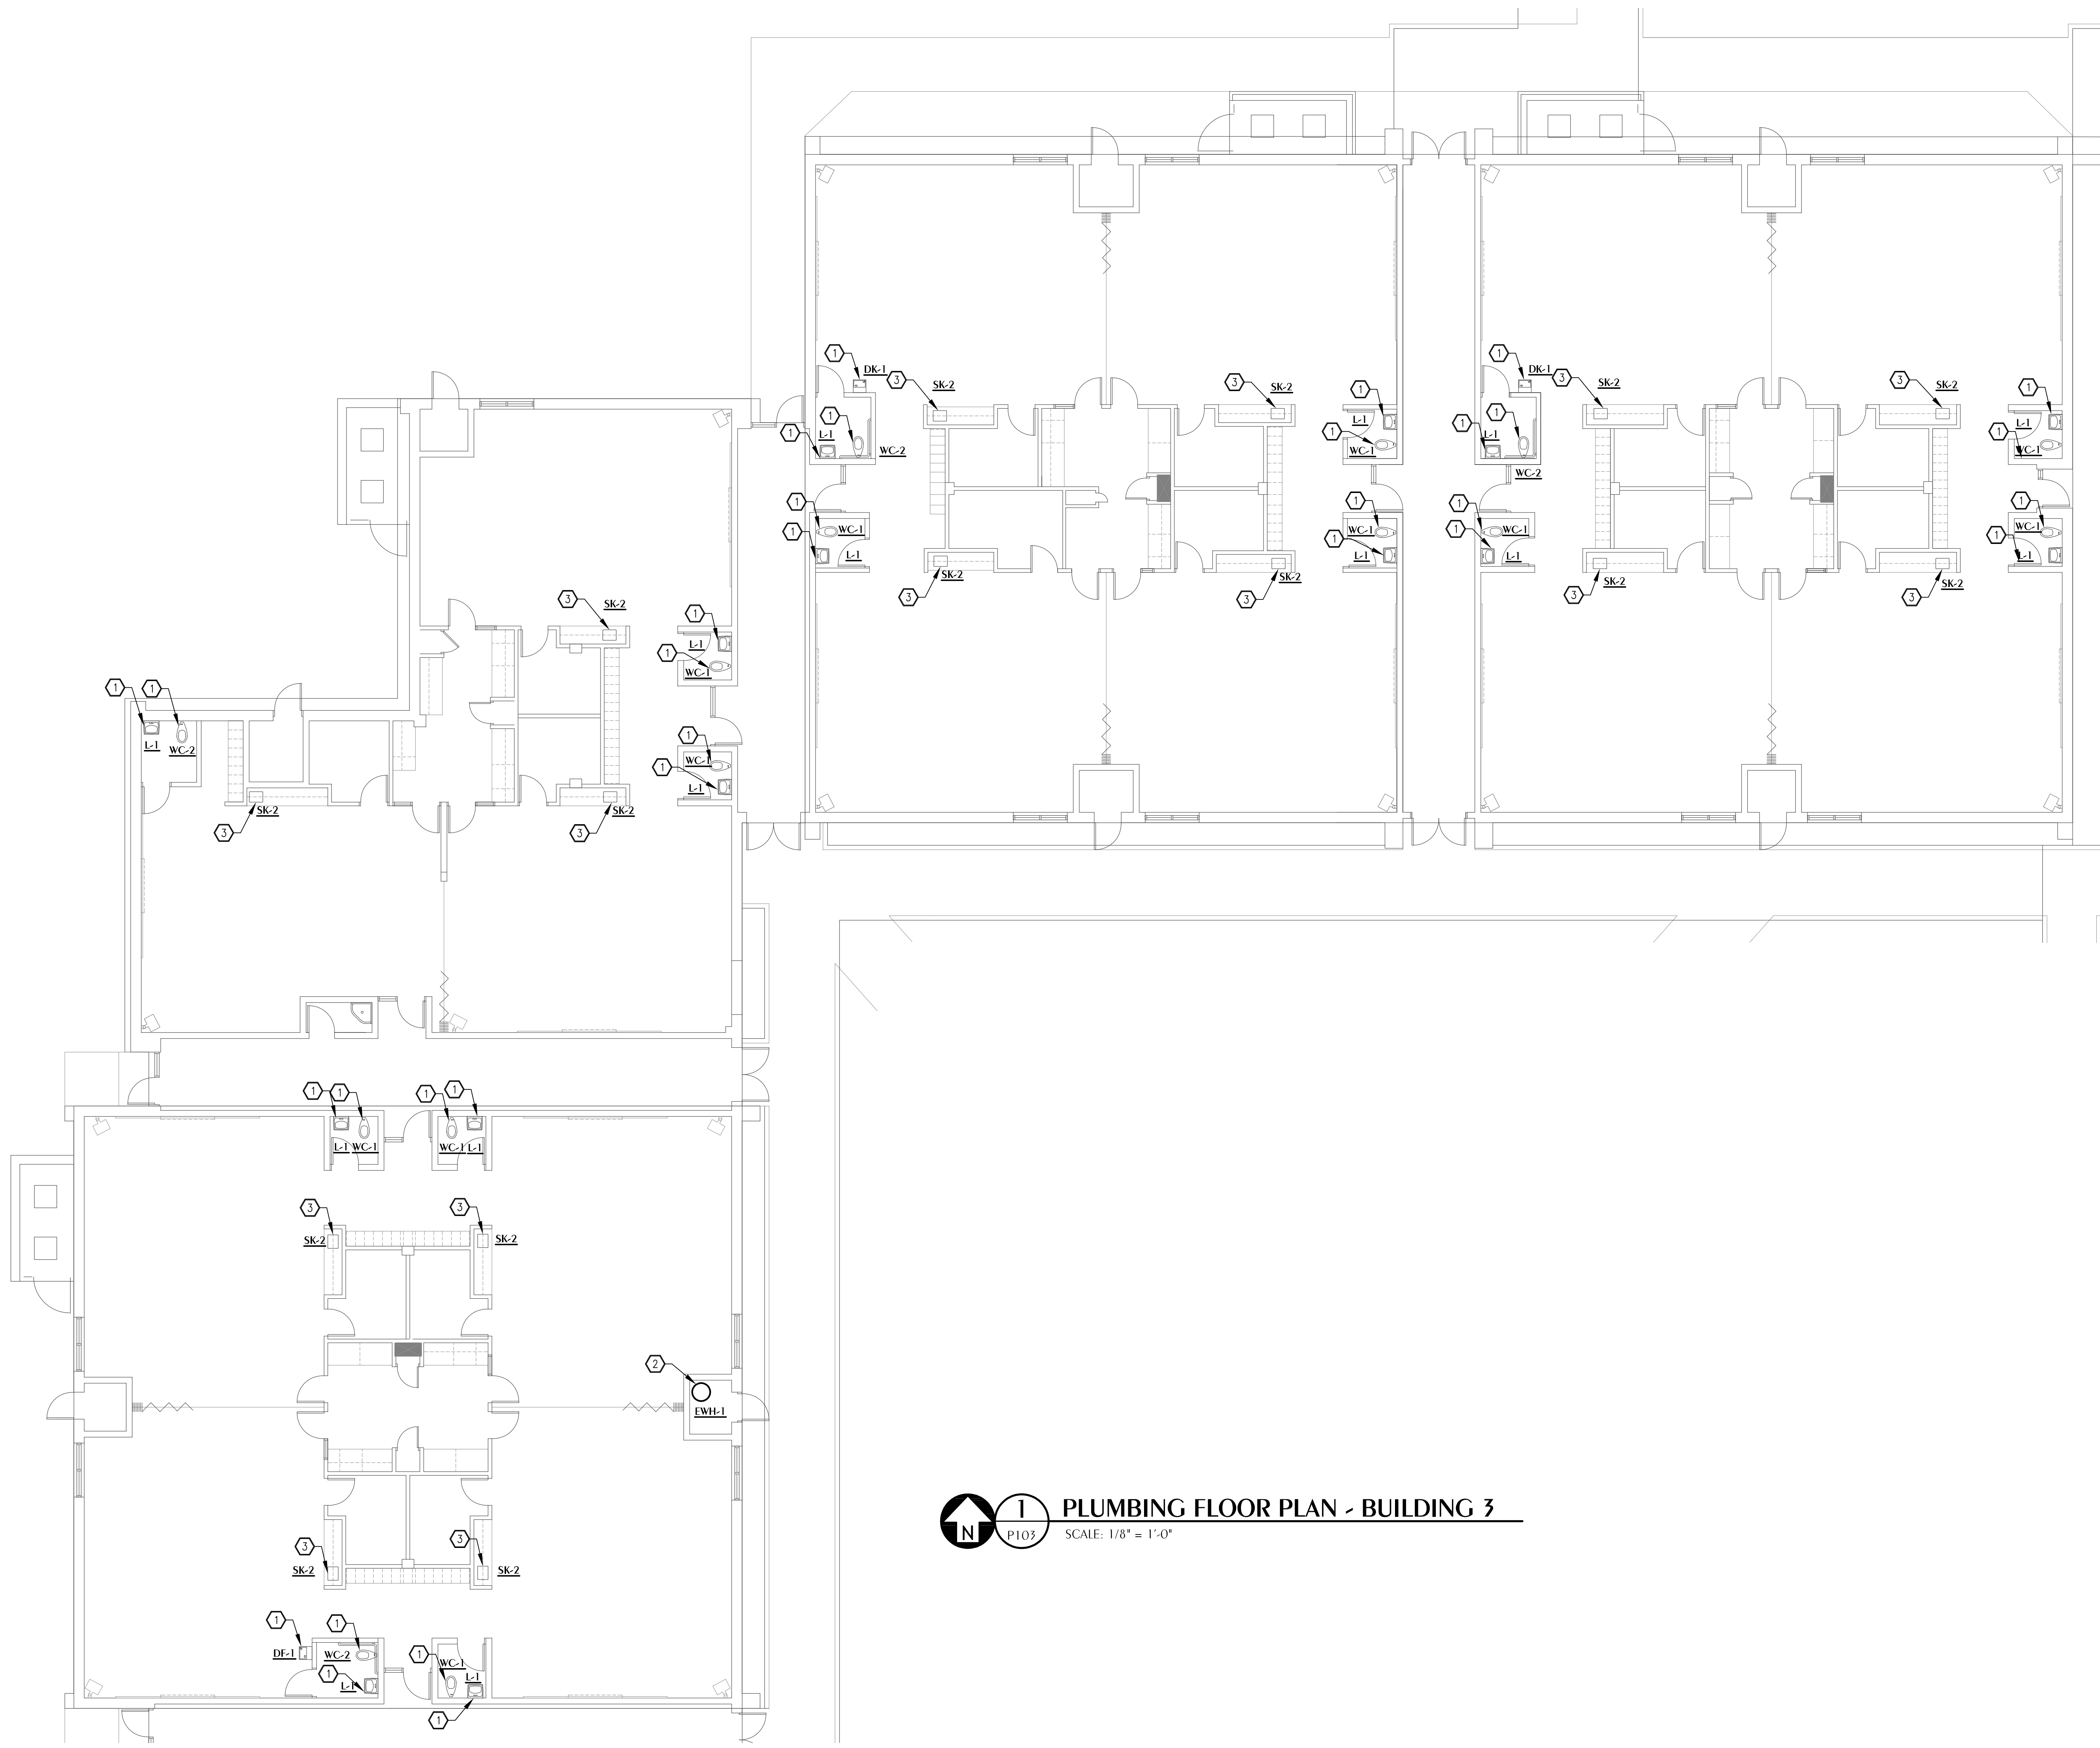 1
DK-1
3
SK-2
3
SK-2
1
1
L-1
WC-2
1
L-1
1
WC-1
1
WC-1
1
L-1
1
WC-1
1
L-1
3
SK-2
3
SK-2
1
DK-1
3
SK-2
3
SK-2
1
1
1
L-1
WC-2
L-1
1
WC-1
1
WC-1
1
L-1
1
WC-1
1
L-1
3
SK-2
3
SK-2
3
SK-2
1
L-1
1
WC-1
1
1
L-1
WC-2
1
WC-1
1
L-1
SK-2
3
SK-2
3
1
1
1
1
L-1
WC-1
WC-1
L-1
3
SK-2
3
SK-2
2
EWH-1
3
SK-2
3
SK-2
1
DF-1
1
WC-2
1
L-1
1
WC-1
L-1
1
N
1
P103
PLUMBING FLOOR PLAN - BUILDING 3
SCALE: 1/8" = 1'-0"